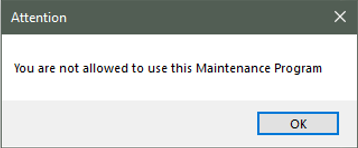 Attention
You are not allowed to use this Maintenance Program
OK